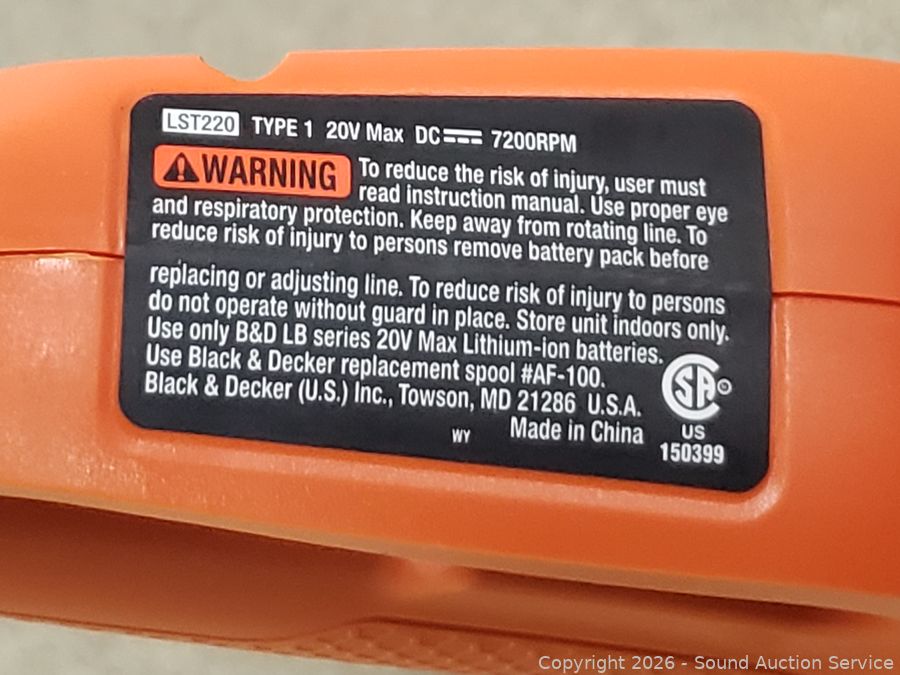 LST220 TYPE 1 20V Max DC 7200RPM
⚠WARNING To reduce the risk of injury, user must
read instruction manual. Use proper eye
and respiratory protection. Keep away from rotating line. To
reduce risk of injury to persons remove battery pack before
replacing or adjusting line. To reduce risk of injury to persons
do not operate without guard in place. Store unit indoors only.
Use only B&D LB series 20V Max Lithium-ion batteries.
Use Black & Decker replacement spool #AF-100.
Black & Decker (U.S.) Inc., Towson, MD 21286 U.S.A.
WY Made in China
SA
US
150399
Copyright 2026 - Sound Auction Service